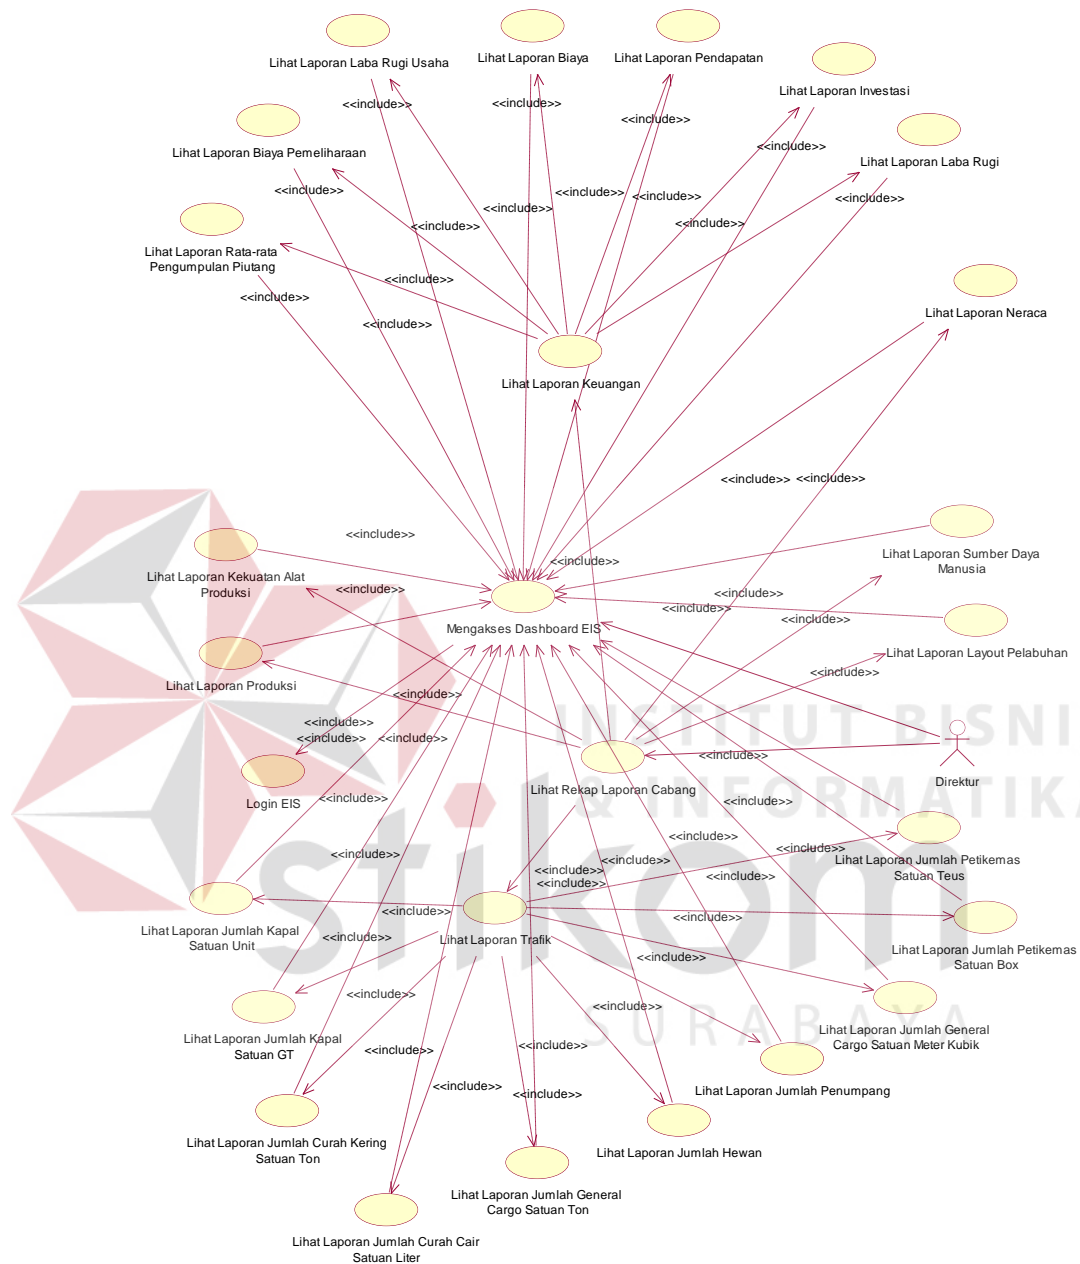 Lihat Laporan Laba Rugi Usaha
Lihat Laporan Biaya
Lihat Laporan Pendapatan
Lihat Laporan Investasi
<<include>>
<<include>>
<<include>>
<<include>>
Lihat Laporan Biaya Pemeliharaan
Lihat Laporan Laba Rugi
<<include>>
<<include>>
<<include>>
<<include>>
<<include>>
<<include>>
<<include>>
<<include>>
Lihat Laporan Rata-rata
Pengumpulan Piutang
<<include>>
<<include>>
Lihat Laporan Neraca
<<include>>
Lihat Laporan Keuangan
<<include>>
<<include>>
<<include>>
Lihat Laporan Sumber Daya
Manusia
<<include>>
Lihat Laporan Kekuatan Alat
Produksi
<<include>>
<<include>>
<<include>>
<<include>>
Mengakses Dashboard EIS
Lihat Laporan Layout Pelabuhan
<<include>>
Lihat Laporan Produksi
<<include>>
<<include>>
<<include>>
<<include>>
INSTITUT BISNI
<<include>>
Direktur
Lihat Rekap Laporan Cabang
& INFORMATIKA
Login EIS
<<include>>
<<include>>
<<include>>
<<include>>
<<include>>
<<include>>
Lihat Laporan Jumlah Petikemas
Satuan Teus
stikom
<<include>>
<<include>>
<<include>>
<<include>>
<<include>>
Lihat Laporan Jumlah Kapal
Satuan Unit
<<include>>
Lihat Laporan Trafik
Lihat Laporan Jumlah Petikemas
Satuan Box
<<include>>
<<include>>
<<include>>
SURABAYA
Lihat Laporan Jumlah Kapal
Satuan GT
Lihat Laporan Jumlah General
Cargo Satuan Meter Kubik
<<include>>
<<include>>
<<include>>
<<include>>
Lihat Laporan Jumlah Penumpang
Lihat Laporan Jumlah Curah Kering
Satuan Ton
Lihat Laporan Jumlah Hewan
Lihat Laporan Jumlah General
Cargo Satuan Ton
Lihat Laporan Jumlah Curah Cair
Satuan Liter